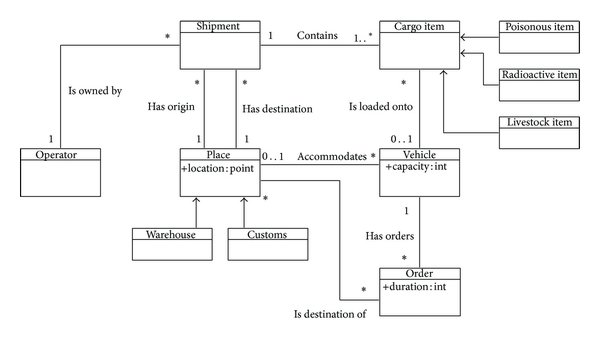 Shipment
Cargo item
Poisonous item
*
1
Contains
1..*
Radioactive item
Is owned by
*
*
*
Has origin
Has destination
Is loaded onto
Livestock item
1
1
1
0..1
Operator
Place
0..1
Accommodates
*
Vehicle
+location:point
+capacity:int
*
1
Warehouse
Customs
Has orders
*
Order
*
+duration:int
Is destination of